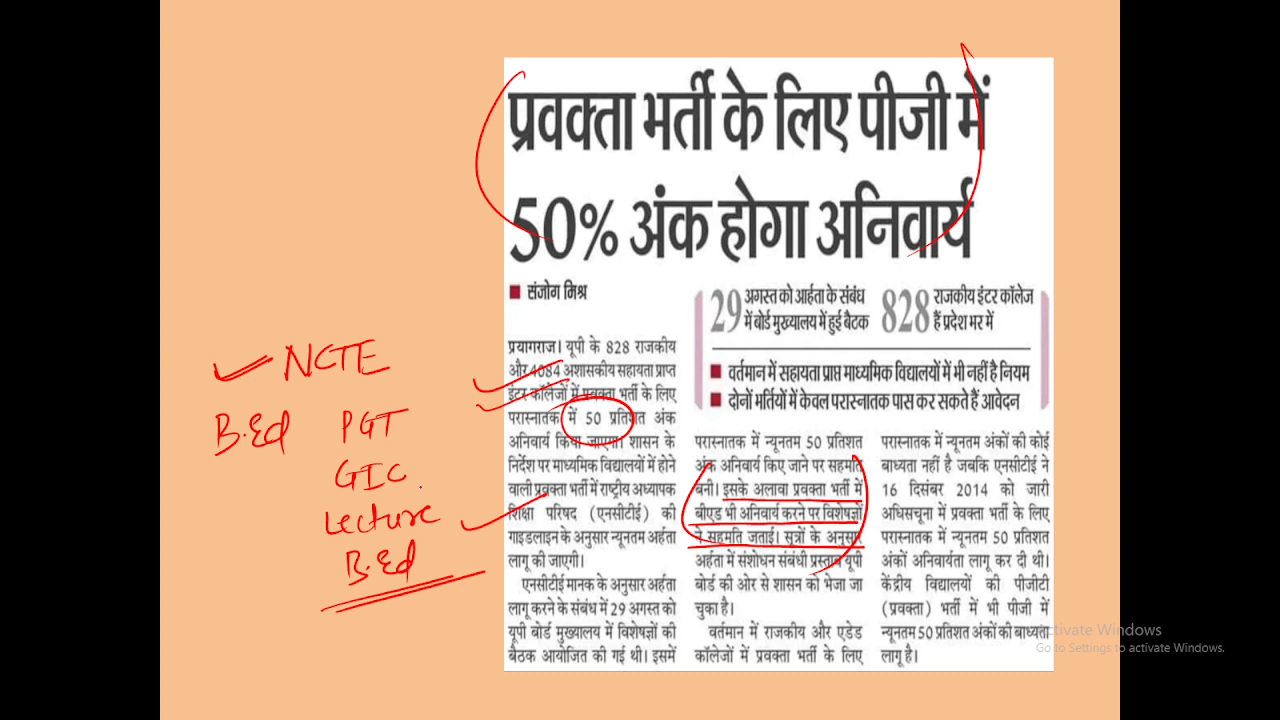 प्रवक्ता भर्ती के लिए पीजी में
50% अंक होगा अनिवार्य
संजोग मिश्र
29 अगस्त को आर्हता के संबंध
में बोर्ड मुख्यालय में हुई बैठक
828 राजकीय इंटर कॉलेज
हैं प्रदेश भर में
वर्तमान में सहायता प्राप्त माध्यमिक विद्यालयों में भी नहीं है नियम
दोनों भर्तियों में केवल परास्नातक पास कर सकते हैं आवेदन
प्रयागराज। यूपी के 828 राजकीय
और 4084 अशासकीय सहायता प्राप्त
इंटर कॉलेजों में प्रवक्ता भर्ती के लिए
परास्नातक में 50 प्रतिशत अंक
अनिवार्य किया जाएगा। शासन के
निर्देश पर माध्यमिक विद्यालयों में होने
वाली प्रवक्ता भर्ती में राष्ट्रीय अध्यापक
शिक्षा परिषद (एनसीटीई) की
गाइडलाइन के अनुसार न्यूनतम अर्हता
लागू की जाएगी।
एनसीटीई मानक के अनुसार अर्हता
लागू करने के संबंध में 29 अगस्त को
यूपी बोर्ड मुख्यालय में विशेषज्ञों की
बैठक आयोजित की गई थी। इसमें
परास्नातक में न्यूनतम 50 प्रतिशत
अंक अनिवार्य किए जाने पर सहमति
बनी। इसके अलावा प्रवक्ता भर्ती में
बीएड भी अनिवार्य करने पर विशेषज्ञों
ने सहमति जताई। सूत्रों के अनुसार
अर्हता में संशोधन संबंधी प्रस्ताव यूपी
बोर्ड की ओर से शासन को भेजा जा
चुका है।
वर्तमान में राजकीय और एडेड
कॉलेजों में प्रवक्ता भर्ती के लिए
परास्नातक में न्यूनतम अंकों की कोई
बाध्यता नहीं है जबकि एनसीटीई ने
16 दिसंबर 2014 को जारी
अधिसूचना में प्रवक्ता भर्ती के लिए
परास्नातक में न्यूनतम 50 प्रतिशत
अंकों अनिवार्यता लागू कर दी थी।
केंद्रीय विद्यालयों की पीजीटी
(प्रवक्ता) भर्ती में भी पीजी में
न्यूनतम 50 प्रतिशत अंकों की बाध्यता
लागू है।
NCTE
B.Ed PGT
GIC
Lecture
B.Ed
Activate Windows
Go to Settings to activate Windows.